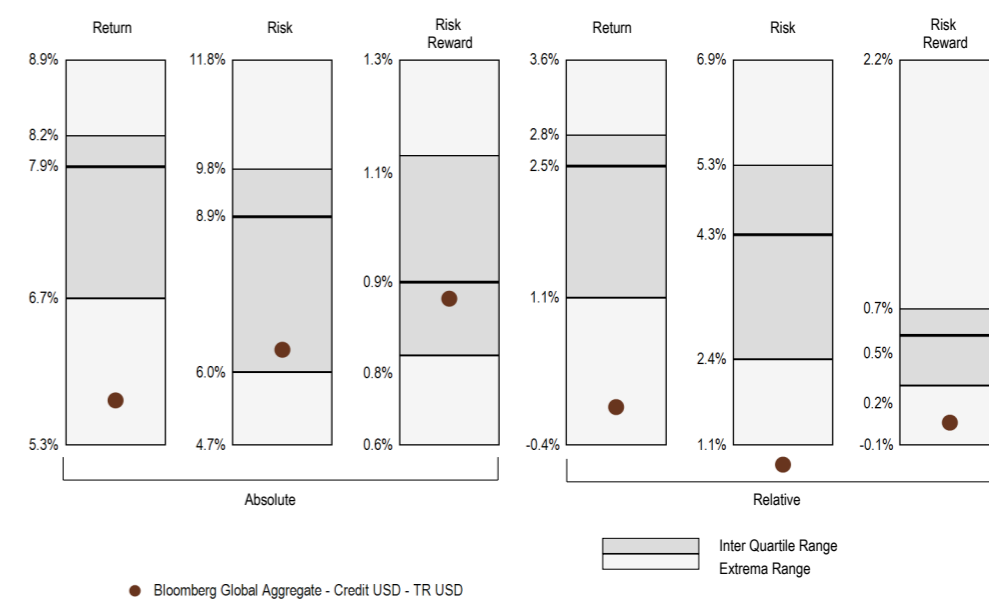 Return
Risk
Risk
Reward
Return
Risk
Risk
Reward
8.9%
8.2%
7.9%
6.7%
5.3%
11.8%
9.8%
8.9%
6.0%
4.7%
1.3%
1.1%
0.9%
0.8%
0.6%
3.6%
2.8%
2.5%
1.1%
-0.4%
6.9%
5.3%
4.3%
2.4%
1.1%
2.2%
0.7%
0.5%
0.2%
-0.1%
Absolute
Relative
Inter Quartile Range
Extrema Range
Bloomberg Global Aggregate - Credit USD - TR USD